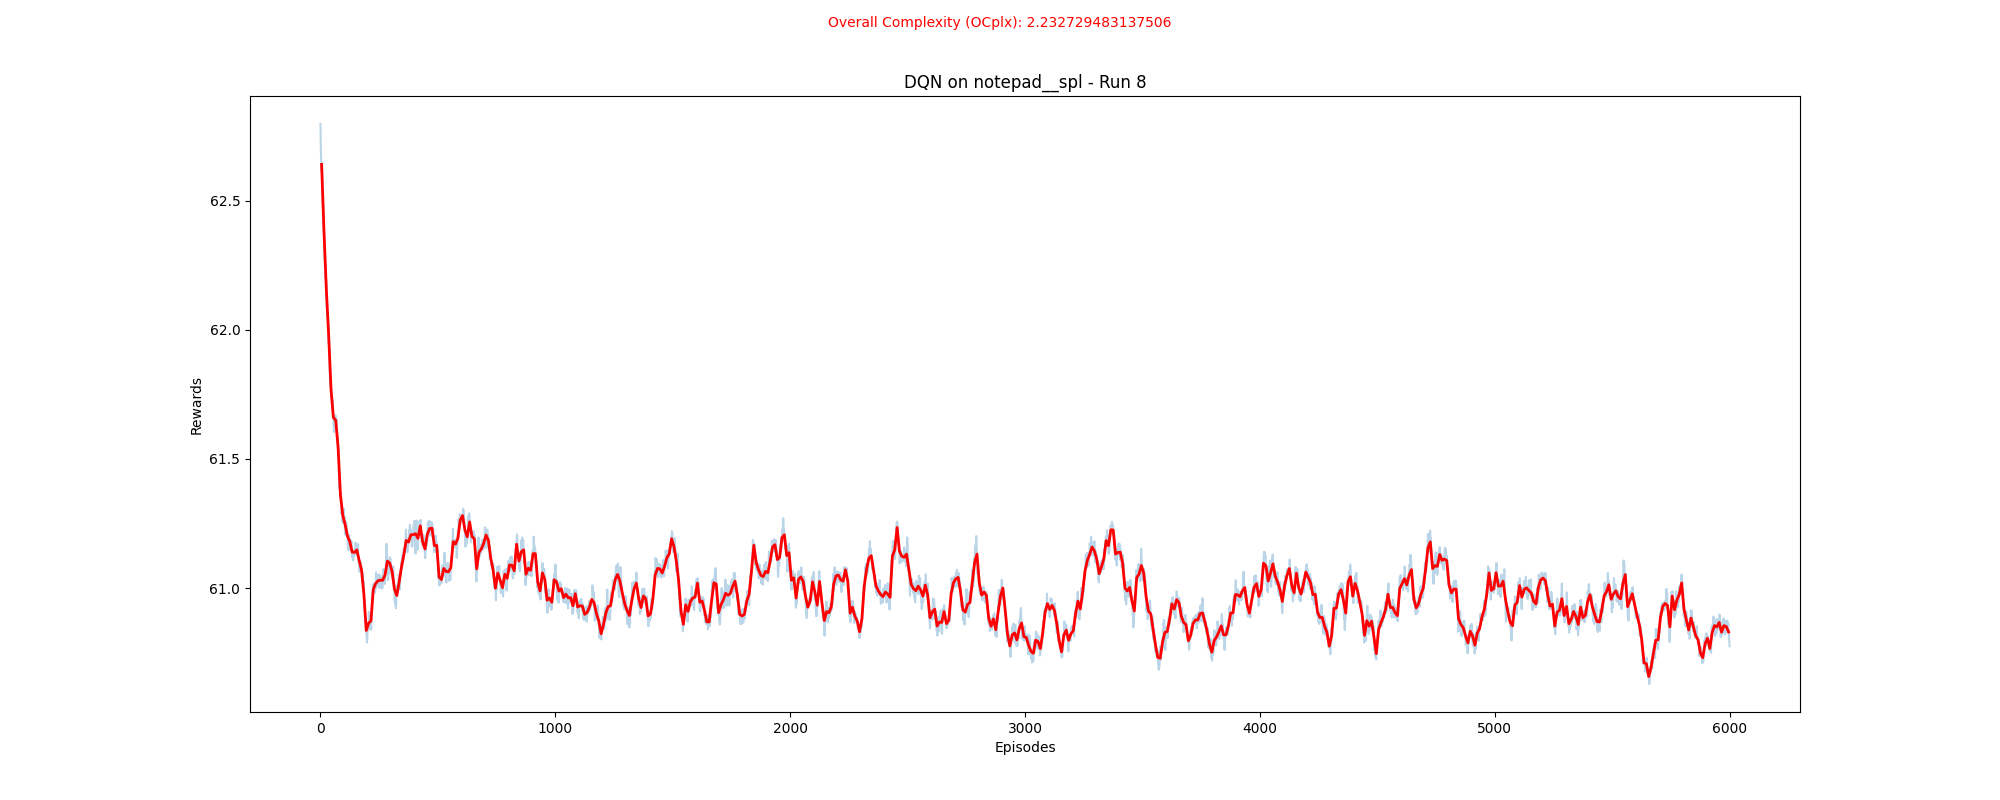 Overall Complexity (OCplx): 2.232729483137506
DQN on notepad__spl - Run 8
62.5
62.0
61.5
61.0
Rewards
0 1000 2000 3000 4000 5000 6000
Episodes